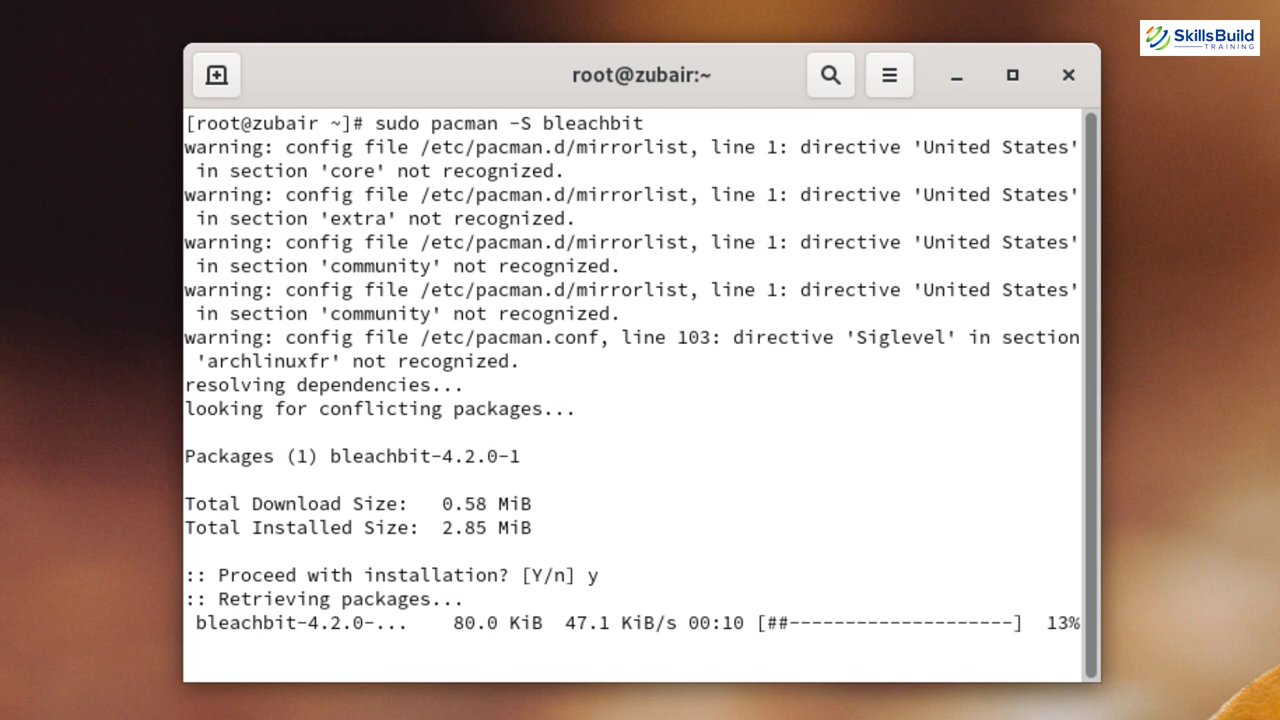 SkillsBuild
TRAINING
root@zubair:~
[root@zubair ~]# sudo pacman -S bleachbit
warning: config file /etc/pacman.d/mirrorlist, line 1: directive 'United States'
 in section 'core' not recognized.
warning: config file /etc/pacman.d/mirrorlist, line 1: directive 'United States'
 in section 'extra' not recognized.
warning: config file /etc/pacman.d/mirrorlist, line 1: directive 'United States'
 in section 'community' not recognized.
warning: config file /etc/pacman.d/mirrorlist, line 1: directive 'United States'
 in section 'community' not recognized.
warning: config file /etc/pacman.conf, line 103: directive 'Siglevel' in section
 'archlinuxfr' not recognized.
resolving dependencies...
looking for conflicting packages...
Packages (1) bleachbit-4.2.0-1
Total Download Size:   0.58 MiB
Total Installed Size:  2.85 MiB
:: Proceed with installation? [Y/n] y
:: Retrieving packages...
 bleachbit-4.2.0-...    80.0 KiB  47.1 KiB/s 00:10 [##--------------------]  13%